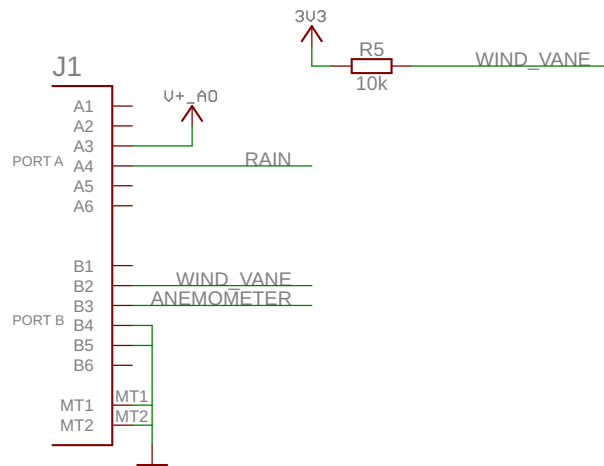 3V3
R5
WIND_VANE
10k
J1
V+_A0
A1
A2
A3
PORT A
A4
RAIN
A5
A6
B1
B2
WIND_VANE
B3
ANEMOMETER
PORT B
B4
B5
B6
MT1
MT1
MT2
MT2